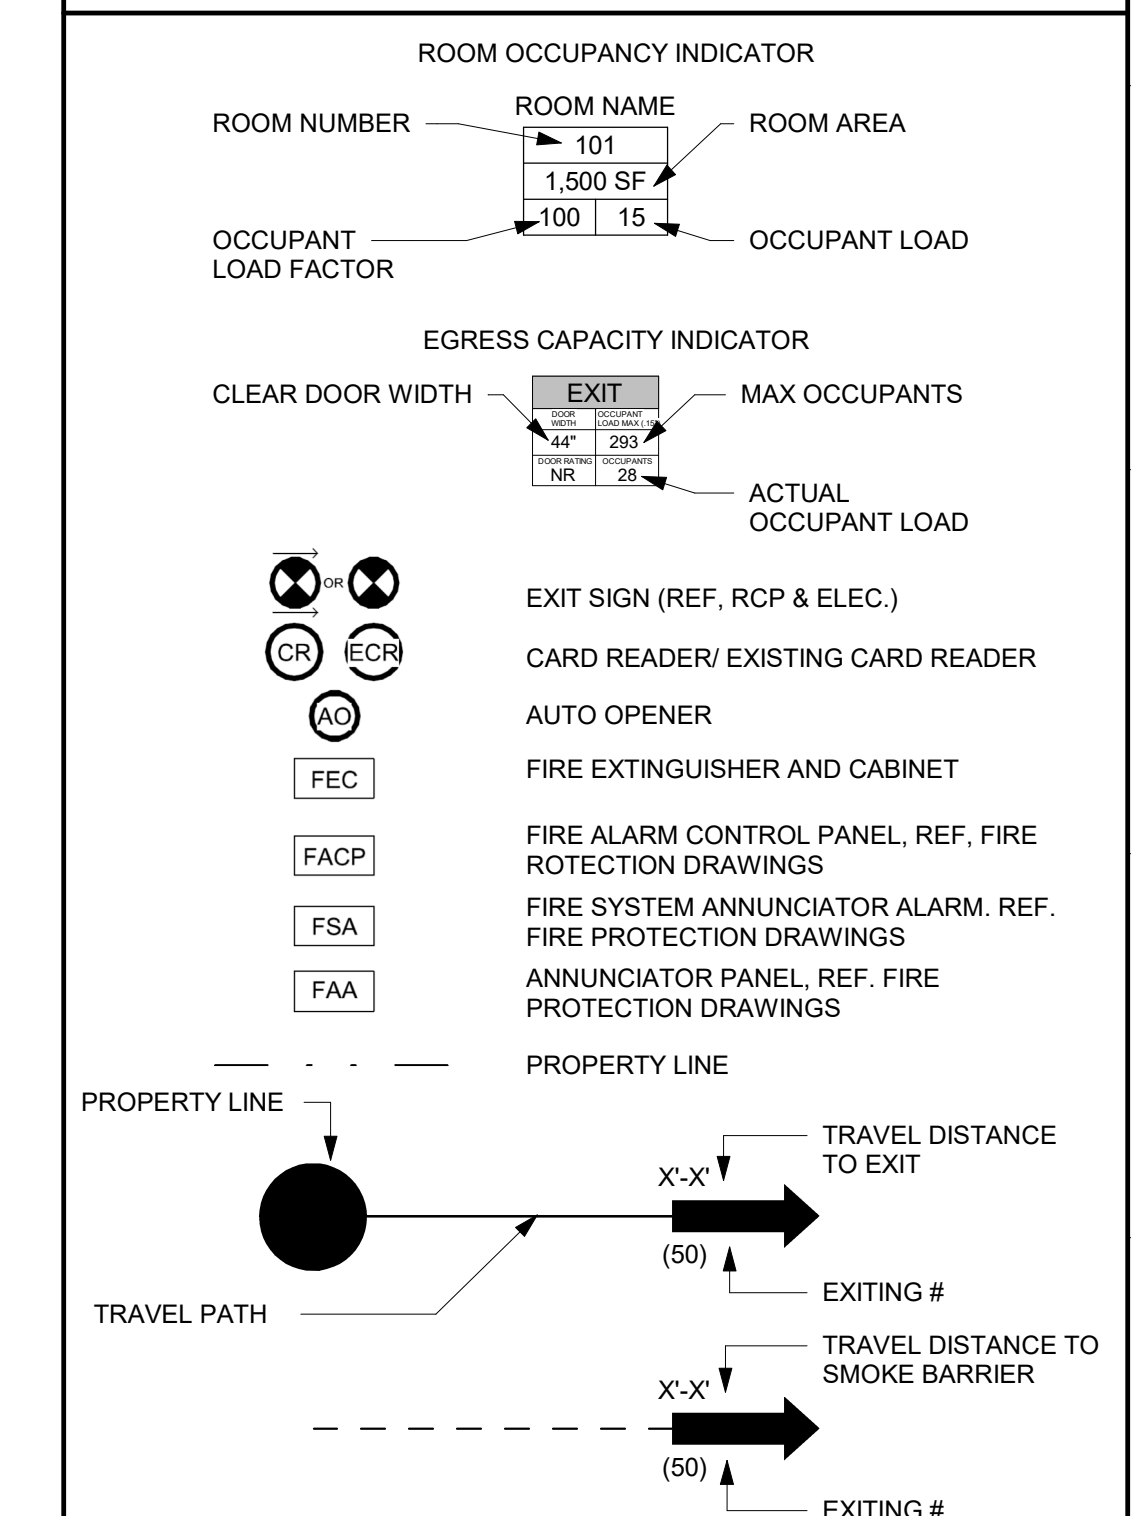 ROOM OCCUPANCY INDICATOR
ROOM NAME
ROOM NUMBER
101
ROOM AREA
1,500 SF
100
15
OCCUPANT
LOAD FACTOR
OCCUPANT LOAD
EGRESS CAPACITY INDICATOR
CLEAR DOOR WIDTH
EXIT
MAX OCCUPANTS
DOOR
WIDTH
OCCUPANT
LOAD MAX (.15)
44"
293
DOOR RATING
OCCUPANTS
NR
28
ACTUAL
OCCUPANT LOAD
OR
EXIT SIGN (REF, RCP & ELEC.)
CR
ECR
CARD READER/ EXISTING CARD READER
AO
AUTO OPENER
FEC
FIRE EXTINGUISHER AND CABINET
FACP
FIRE ALARM CONTROL PANEL, REF, FIRE
ROTECTION DRAWINGS
FSA
FIRE SYSTEM ANNUNCIATOR ALARM. REF.
FIRE PROTECTION DRAWINGS
FAA
ANNUNCIATOR PANEL, REF. FIRE
PROTECTION DRAWINGS
PROPERTY LINE
PROPERTY LINE
TRAVEL DISTANCE
TO EXIT
X'-X'
(50)
EXITING #
TRAVEL PATH
TRAVEL DISTANCE TO
SMOKE BARRIER
X'-X'
(50)
EXITING #